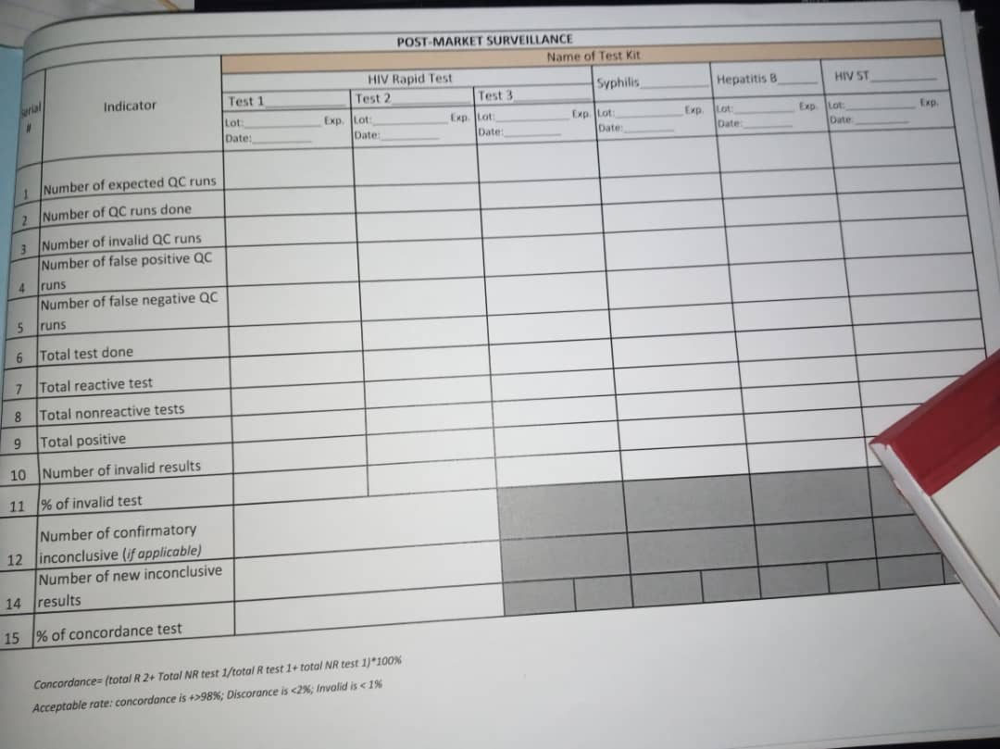 POST-MARKET SURVEILLANCE
Name of Test Kit
Serial #
Indicator
HIV Rapid Test
Syphilis
Hepatitis B
HIV ST
Test 1
Test 2
Test 3
Lot: Exp. Lot: Exp. Lot: Exp. Lot: Exp. Lot: Exp. Lot: Exp.
Date: Date: Date: Date: Date: Date:
1 Number of expected QC runs
2 Number of QC runs done
3 Number of invalid QC runs
4 Number of false positive QC
runs
5 Number of false negative QC
runs
6 Total test done
7 Total reactive test
8 Total nonreactive tests
9 Total positive
10 Number of invalid results
11 % of invalid test
12 Number of confirmatory
inconclusive (if applicable)
14 Number of new inconclusive
results
15 % of concordance test
Concordance= (total R 2+ Total NR test 1/total R test 1+ total NR test 1)*100%
Acceptable rate: concordance is +>98%; Discorance is <2%; Invalid is < 1%